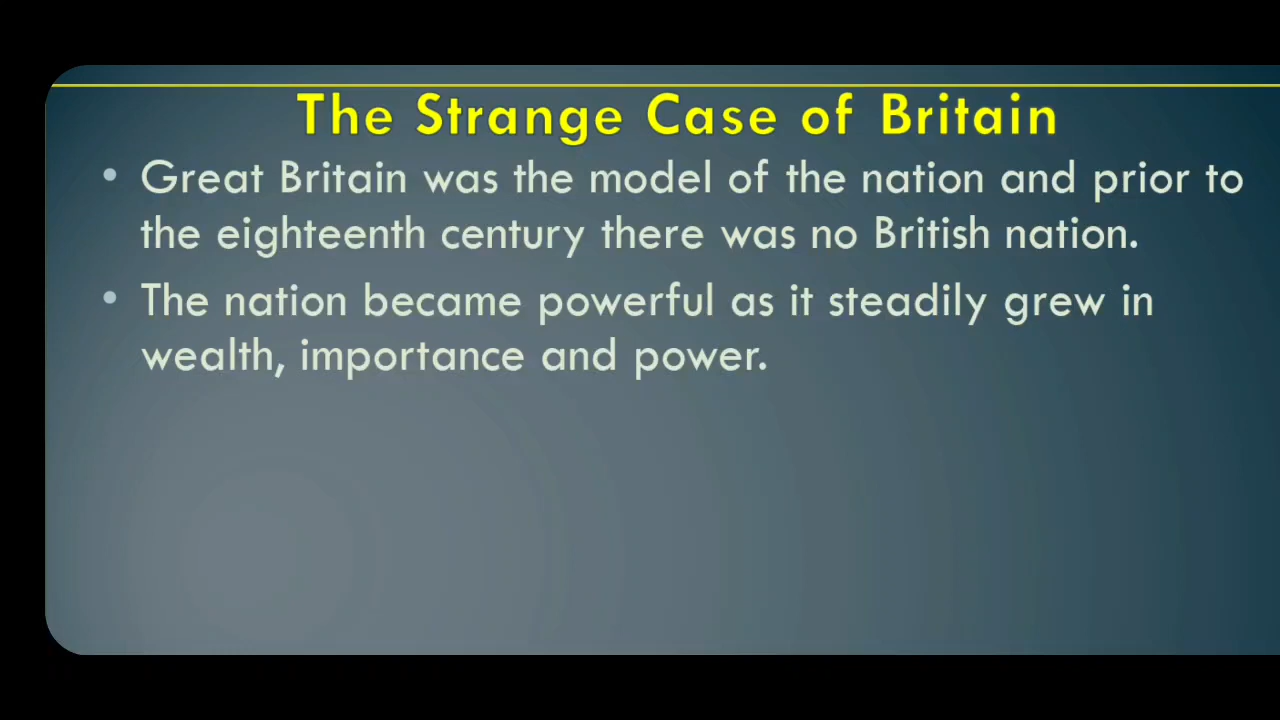 The Strange Case of Britain
• Great Britain was the model of the nation and prior to
the eighteenth century there was no British nation.
• The nation became powerful as it steadily grew in
wealth, importance and power.